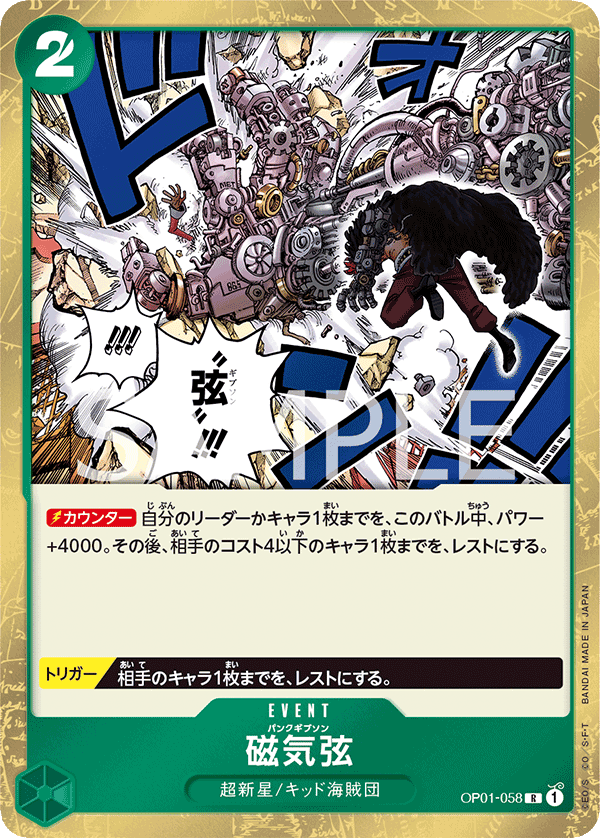 2
ドォン!!
!!!!
ギブソン
"弦"!!!
SAMPLE
カウンター 自分のリーダーかキャラ1枚までを、このバトル中、パワー
+4000。その後、相手のコスト4以下のキャラ1枚までを、レストにする。
トリガー 相手のキャラ1枚までを、レストにする。
EVENT
パンクギブソン
磁気弦
超新星/キッド海賊団
OP01-058 R 1
©E.O/S. ©O/S・F・T BANDAI MADE IN JAPAN